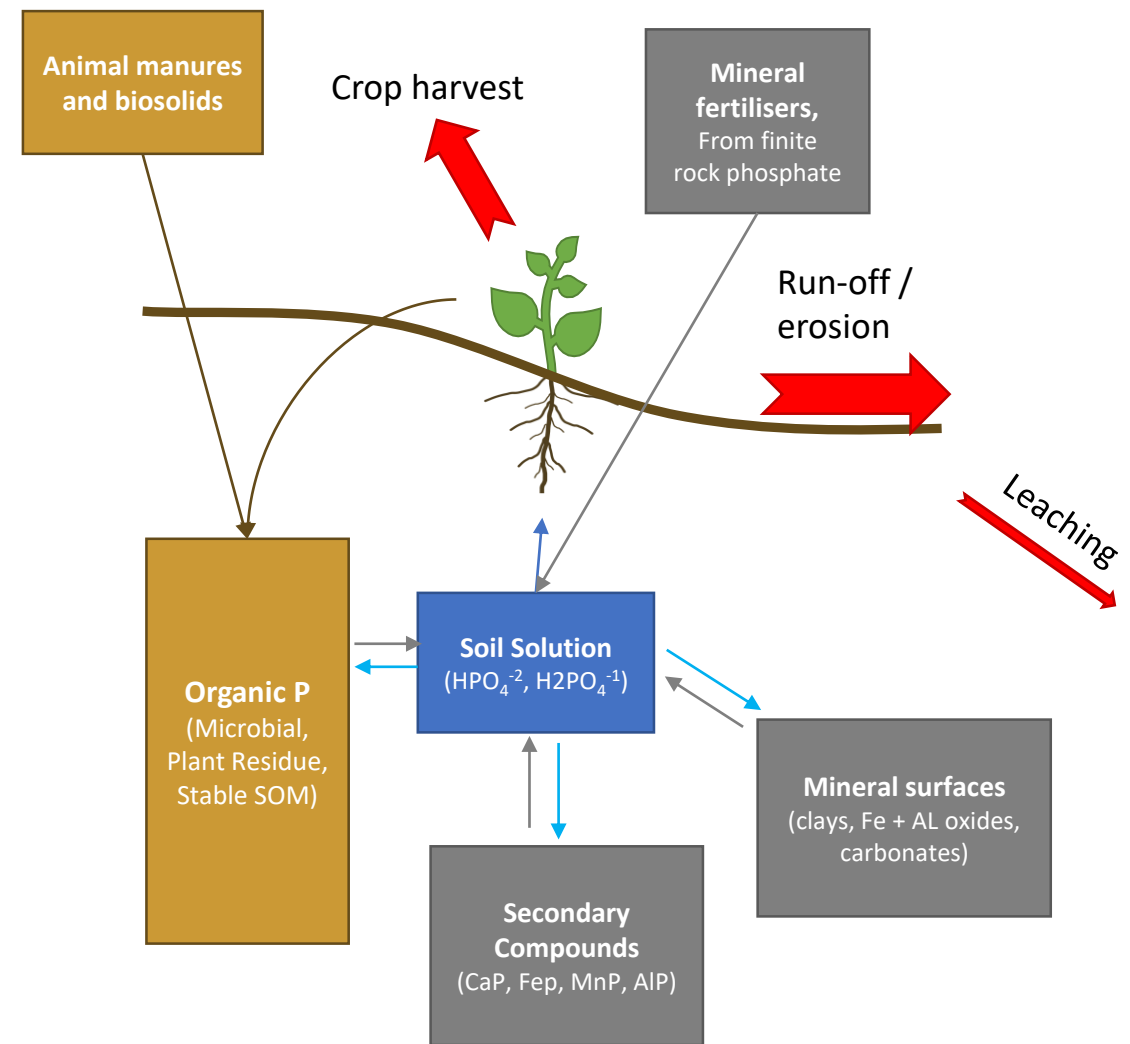 Animal manures
and biosolids
Crop harvest
Mineral
fertilisers,
From finite
rock phosphate
Run-off /
erosion
Leaching
Organic P
(Microbial,
Plant Residue,
Stable SOM)
Soil Solution
(HPO₄⁻², H2PO₄⁻¹)
Mineral surfaces
(clays, Fe + AL oxides,
carbonates)
Secondary
Compounds
(CaP, Fep, MnP, AlP)